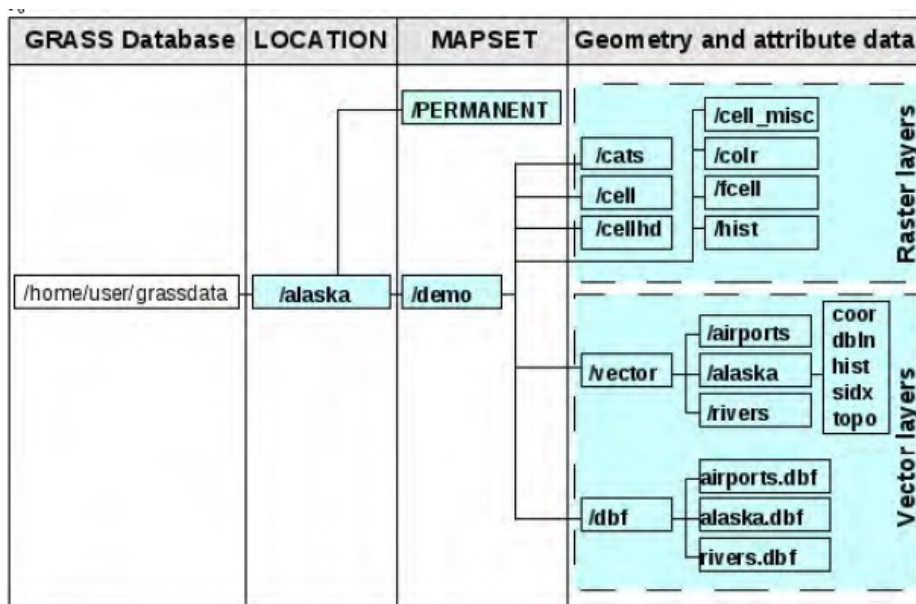 GRASS Database LOCATION MAPSET Geometry and attribute data
/PERMANENT
/cell_misc
/cats
/colr
/cell
/fcell
/cellhd
/hist
Raster layers
/home/user/grassdata
/alaska
/demo
/vector
/airports
/alaska
/rivers
coor
dbln
hist
sidx
topo
/dbf
airports.dbf
alaska.dbf
rivers.dbf
Vector layers